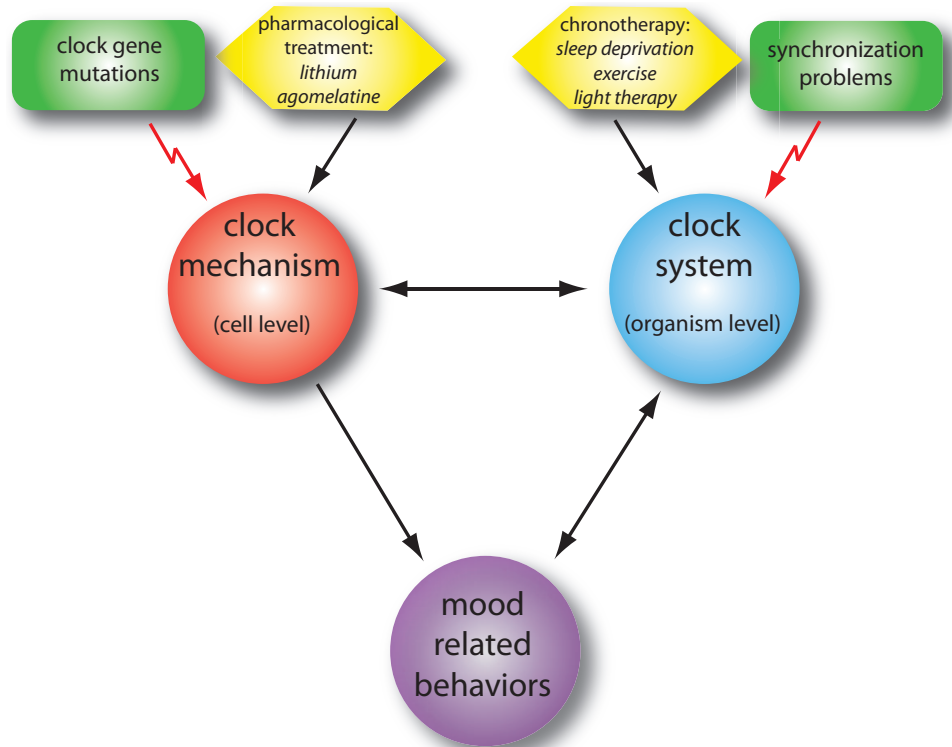 clock gene
mutations
pharmacological
treatment:
lithium
agomelatine
chronotherapy:
sleep deprivation
exercise
light therapy
synchronization
problems
clock
mechanism
(cell level)
clock
system
(organism level)
mood
related
behaviors